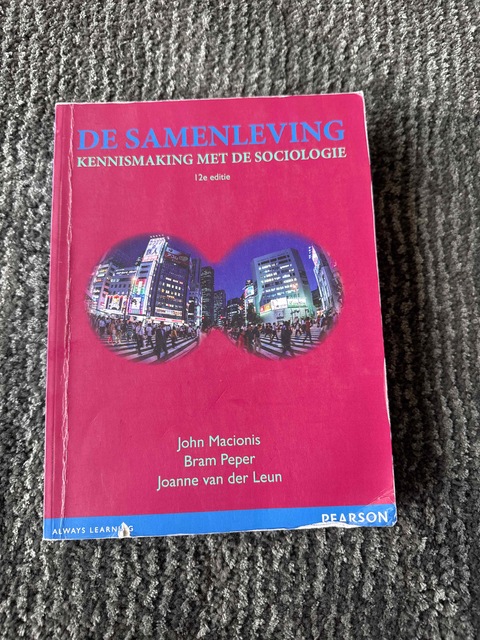 DE SAMENLEVING
KENNISMAKING MET DE SOCIOLOGIE
12e editie
John Macionis
Bram Peper
Joanne van der Leun
ALWAYS LEARNING
PEARSON